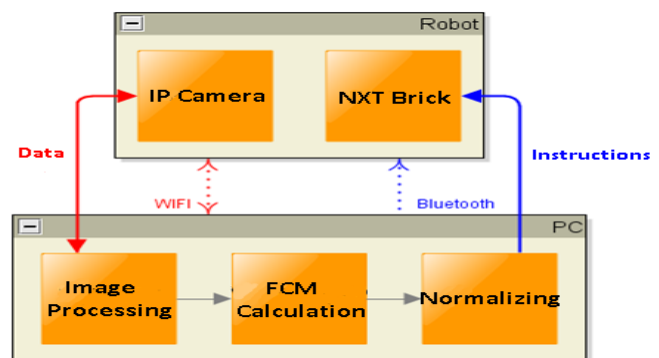 Robot
IP Camera
NXT Brick
Data
Instructions
WIFI
Bluetooth
PC
Image
Processing
FCM
Calculation
Normalizing